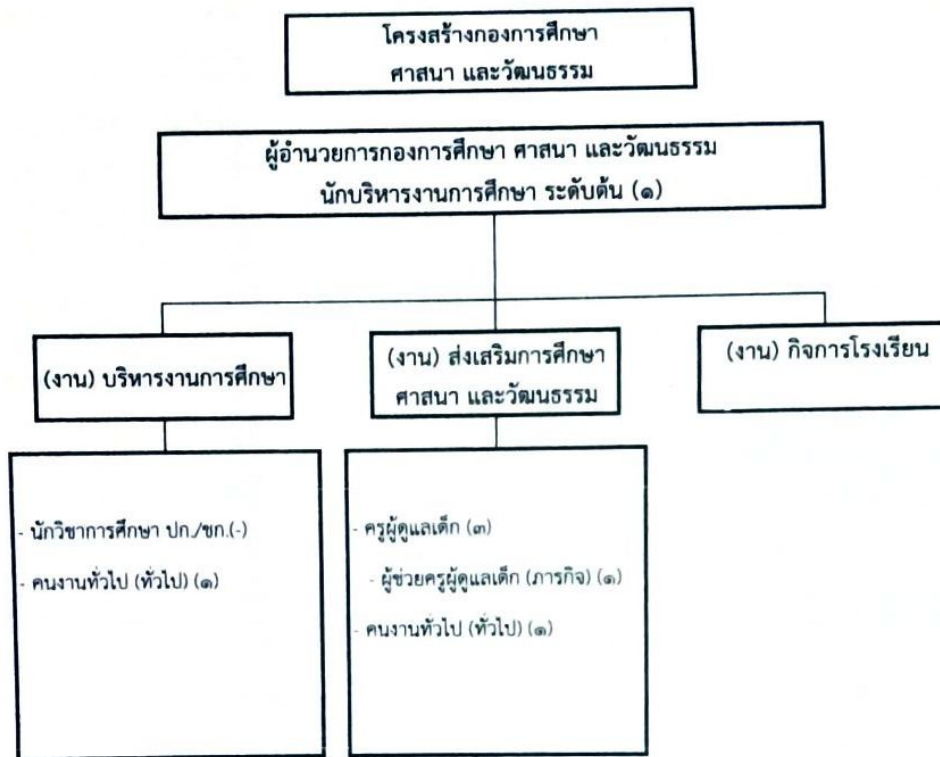 โครงสร้างกองการศึกษา
ศาสนา และวัฒนธรรม
ผู้อำนวยการกองการศึกษา ศาสนา และวัฒนธรรม
นักบริหารงานการศึกษา ระดับต้น (๑)
(งาน) บริหารงานการศึกษา
(งาน) ส่งเสริมการศึกษา
ศาสนา และวัฒนธรรม
(งาน) กิจการโรงเรียน
- นักวิชาการศึกษา ปก./ชก.(-)
- คนงานทั่วไป (ทั่วไป) (๑)
- ครูผู้ดูแลเด็ก (๓)
- ผู้ช่วยครูผู้ดูแลเด็ก (ภารกิจ) (๑)
- คนงานทั่วไป (ทั่วไป) (๑)